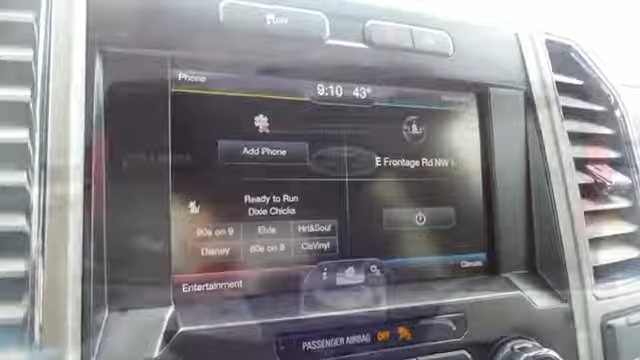 Phone
9:10 43°
Add Phone
E Frontage Rd NW
Ready to Run
Dixie Chicks
90s on 9 Elvis Hrt&Soul
Disney 80s on 8 ClsVinyl
Entertainment
Climate
PASSENGER AIRBAG OFF